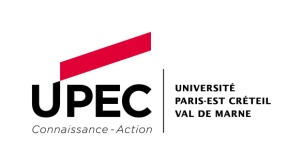 UPEC
Connaissance - Action
UNIVERSITÉ
PARIS-EST CRÉTEIL
VAL DE MARNE